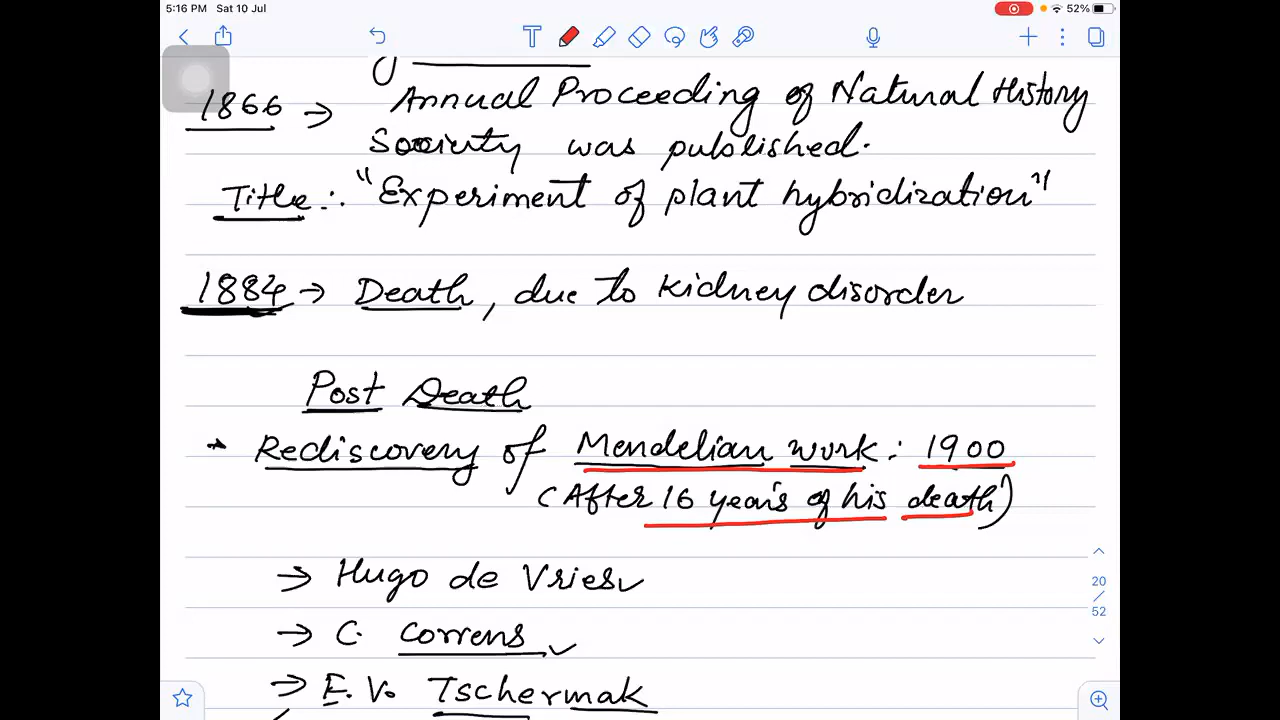 5:16 PM Sat 10 Jul
52%
1866 → Annual Proceeding of Natural History
Society was published.
Title:. "Experiment of plant hybridization"
1884 → Death, due to kidney disorder
Post Death
Rediscovery of Mendelian work: 1900
(After 16 years of his death)
→ Hugo de Vries
→ C. Correns
→ E. V. Tschermak
20
/
52